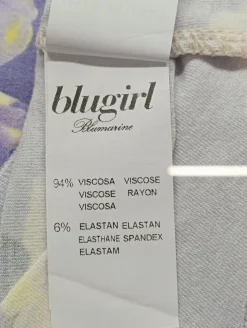 blugirl
Blumarine
94% VISCOSA VISCOSE
VISCOSE RAYON
VISCOSA
6% ELASTAN ELASTAN
ELASTHANE SPANDEX
ELASTAM